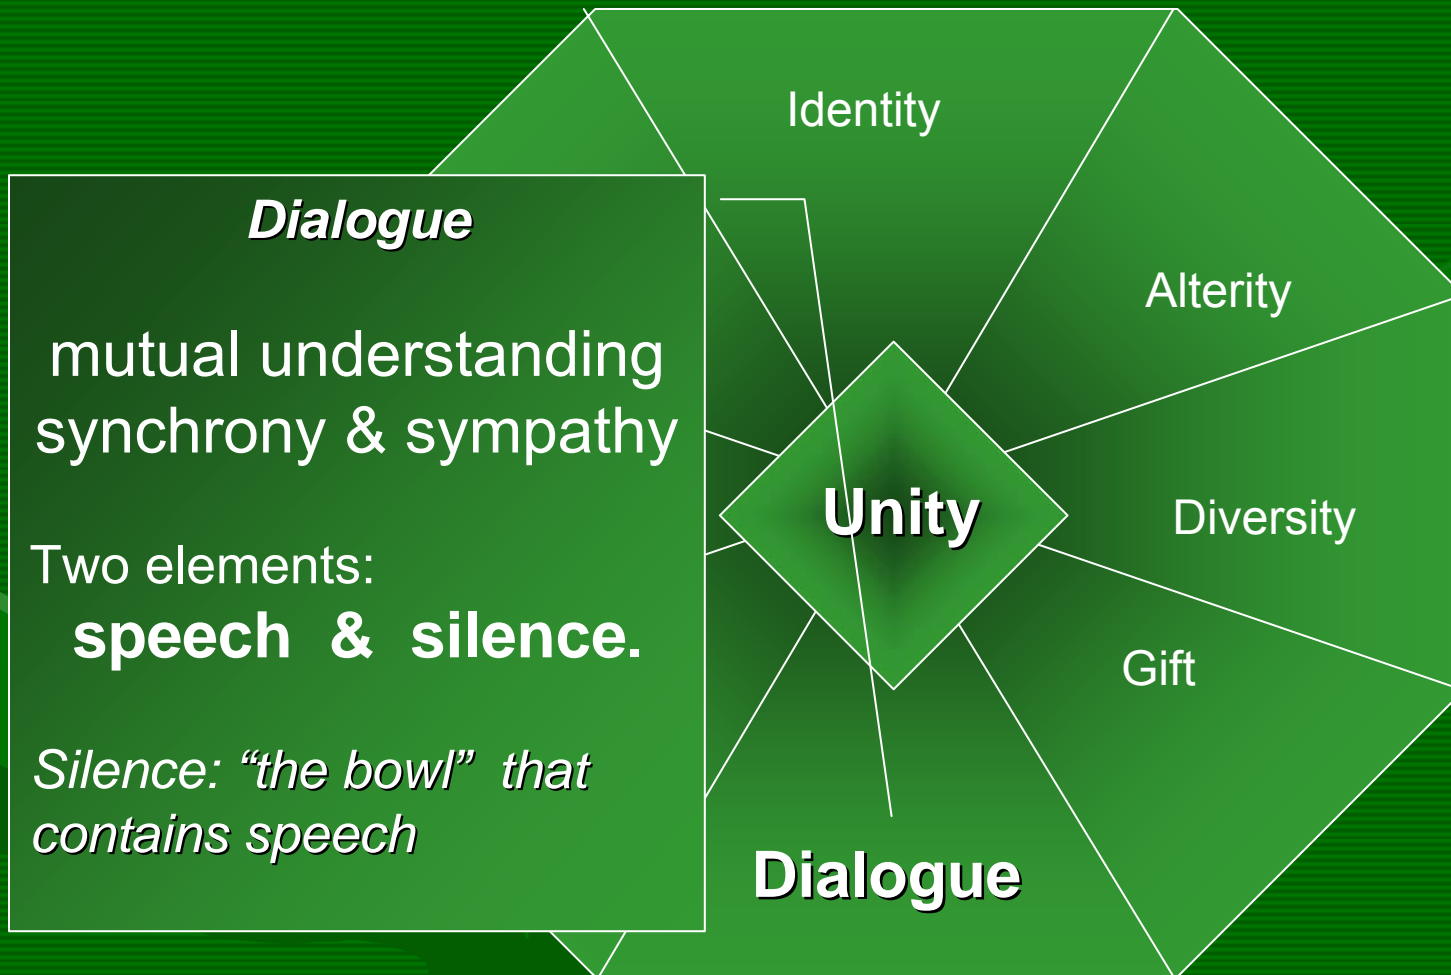 Dialogue
mutual understanding
synchrony & sympathy
Two elements:
speech & silence.
Silence: “the bowl” that
contains speech
Identity
Alterity
Diversity
Gift
Dialogue
Unity